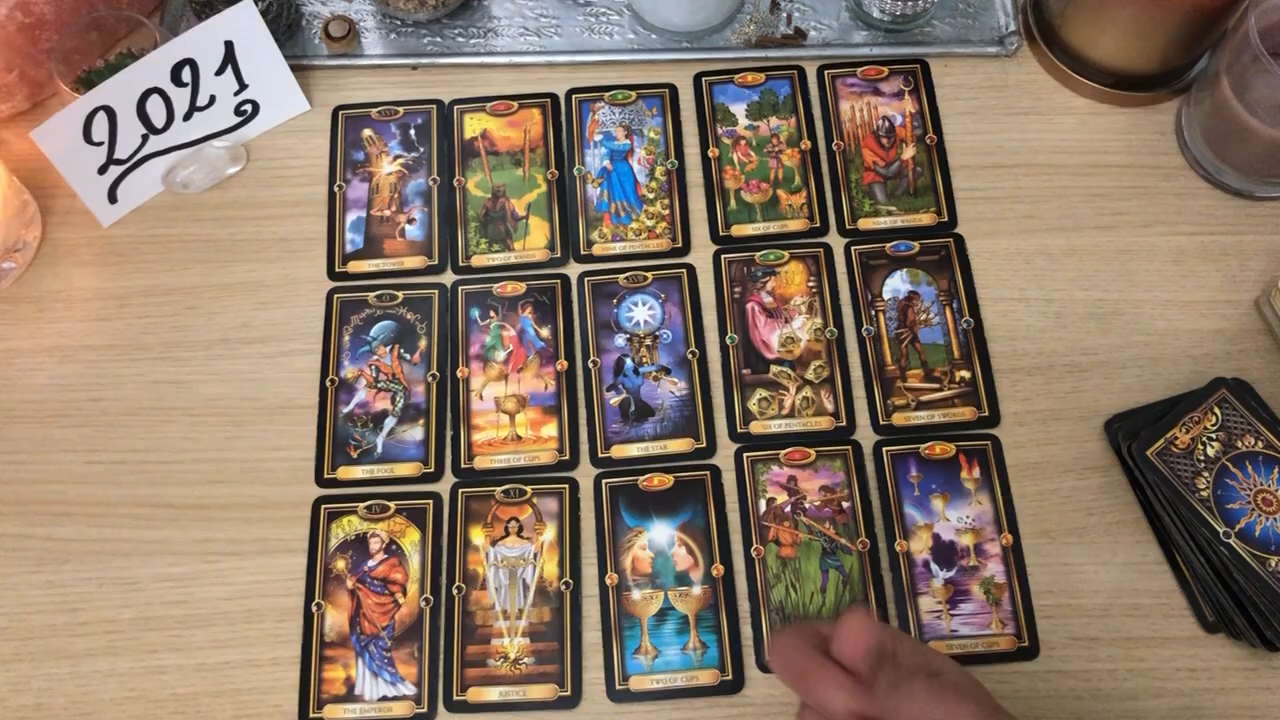 2021
XVI
THE TOWER
TWO OF WANDS
NINE OF PENTACLES
SIX OF CUPS
NINE OF WANDS
0
THE FOOL
THREE OF CUPS
XVII
THE STAR
SIX OF PENTACLES
SEVEN OF SWORDS
IV
THE EMPEROR
XI
JUSTICE
TWO OF CUPS
SEVEN OF CUPS